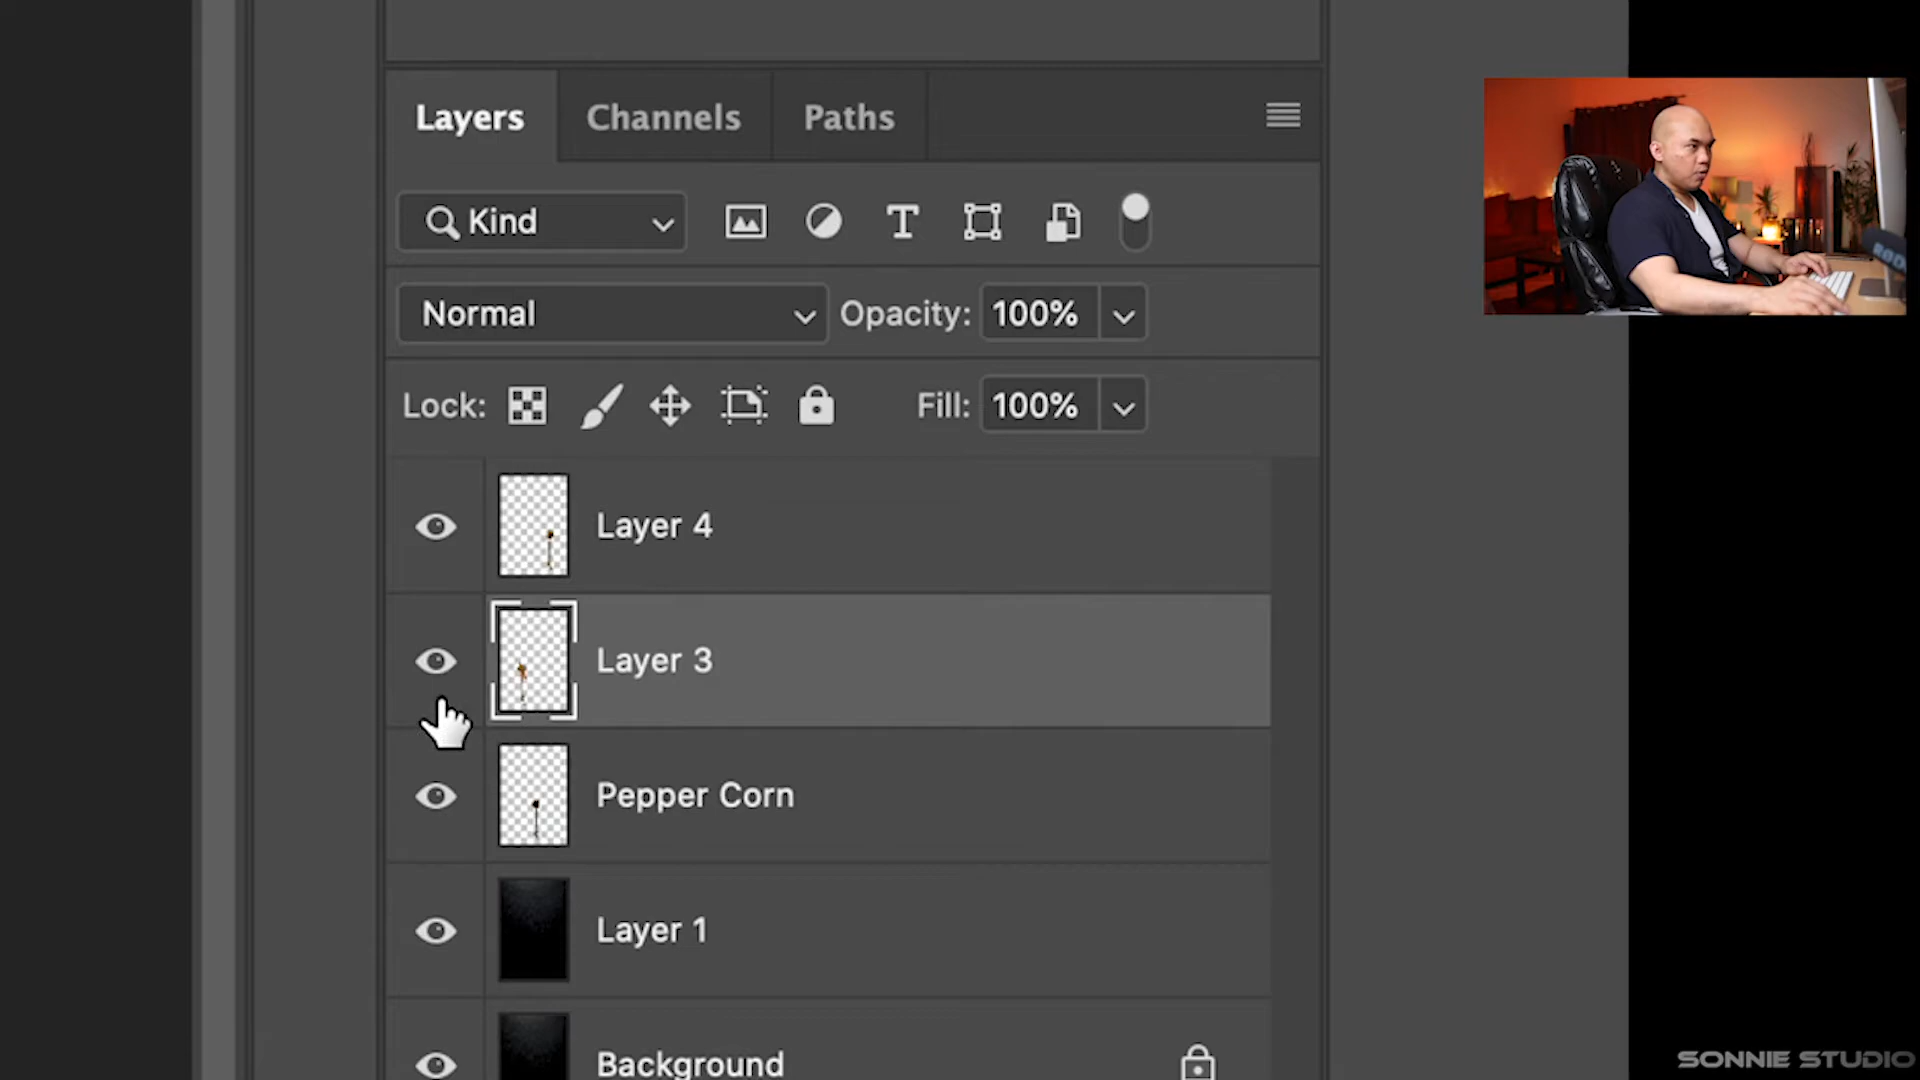 Layers Channels Paths
Kind
Normal Opacity: 100%
Lock: Fill: 100%
Layer 4
Layer 3
Pepper Corn
Layer 1
Background
SONNIE STUDIO